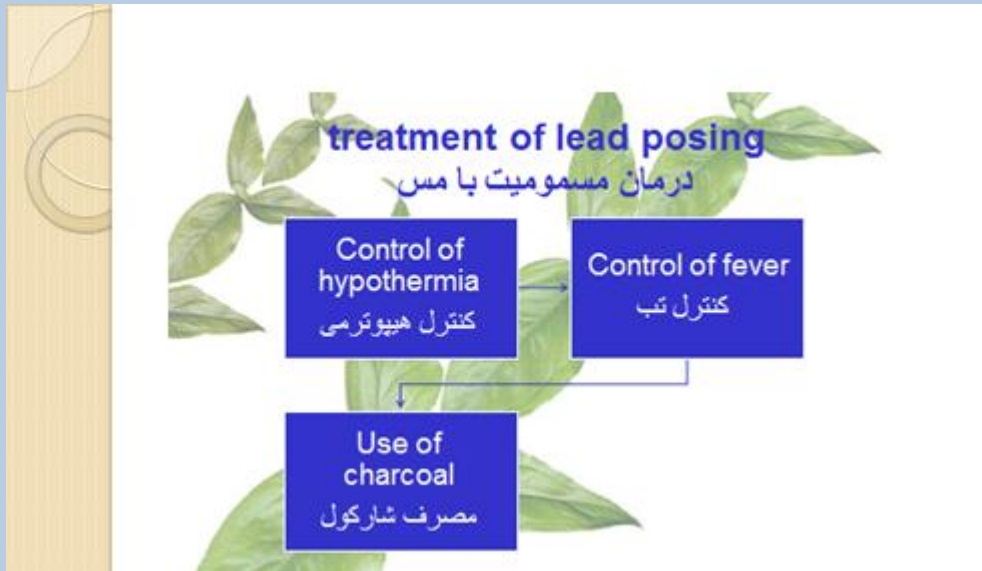 treatment of lead posing
درمان مسمومیت با مس
Control of
hypothermia
کنترل هیپوترمی
Control of fever
کنترل تب
Use of
charcoal
مصرف شارکول